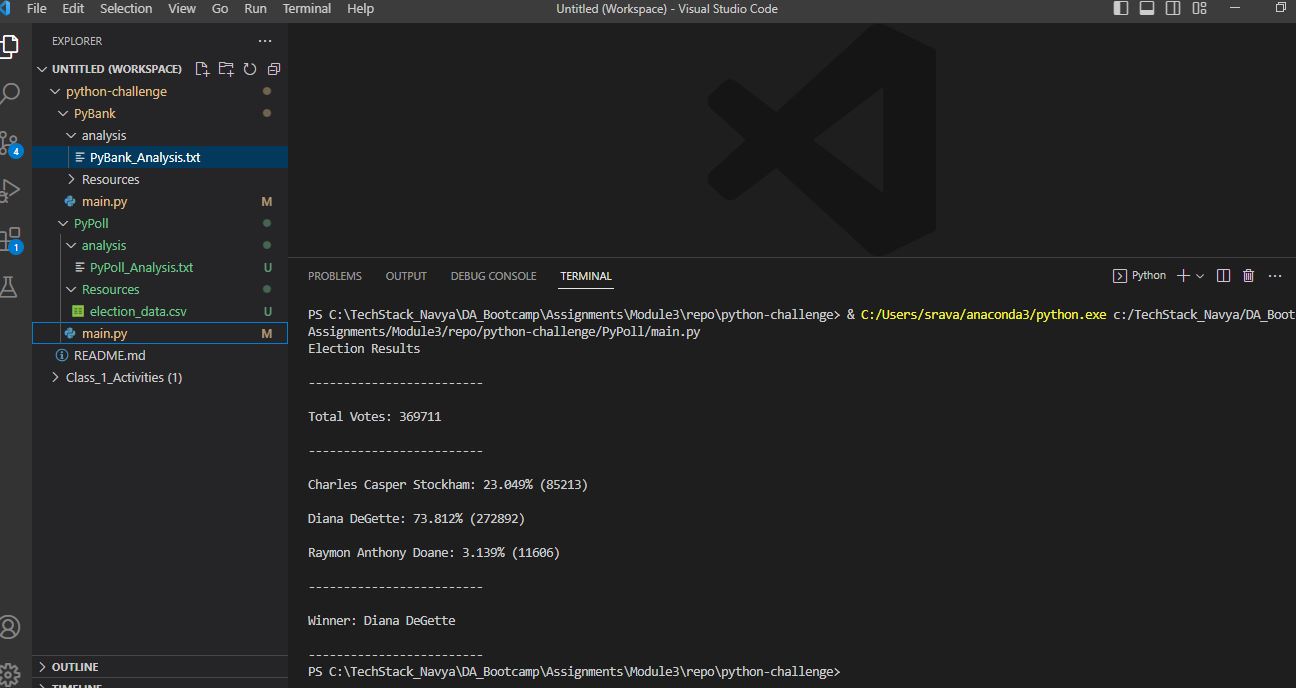 File Edit Selection View Go Run Terminal Help
Untitled (Workspace) - Visual Studio Code
EXPLORER
UNTITLED (WORKSPACE)
python-challenge
PyBank
analysis
PyBank_Analysis.txt
Resources
main.py M
PyPoll
analysis
PyPoll_Analysis.txt U
Resources
election_data.csv U
main.py M
README.md
Class_1_Activities (1)
OUTLINE
TIMELINE
4
1
PROBLEMS OUTPUT DEBUG CONSOLE TERMINAL
Python
PS C:\TechStack_Navya\DA_Bootcamp\Assignments\Module3\repo\python-challenge> & C:/Users/srava/anaconda3/python.exe c:/TechStack_Navya/DA_Boot
Assignments/Module3/repo/python-challenge/PyPoll/main.py
Election Results
-------------------------
Total Votes: 369711
-------------------------
Charles Casper Stockham: 23.049% (85213)
Diana DeGette: 73.812% (272892)
Raymon Anthony Doane: 3.139% (11606)
-------------------------
Winner: Diana DeGette
-------------------------
PS C:\TechStack_Navya\DA_Bootcamp\Assignments\Module3\repo\python-challenge>